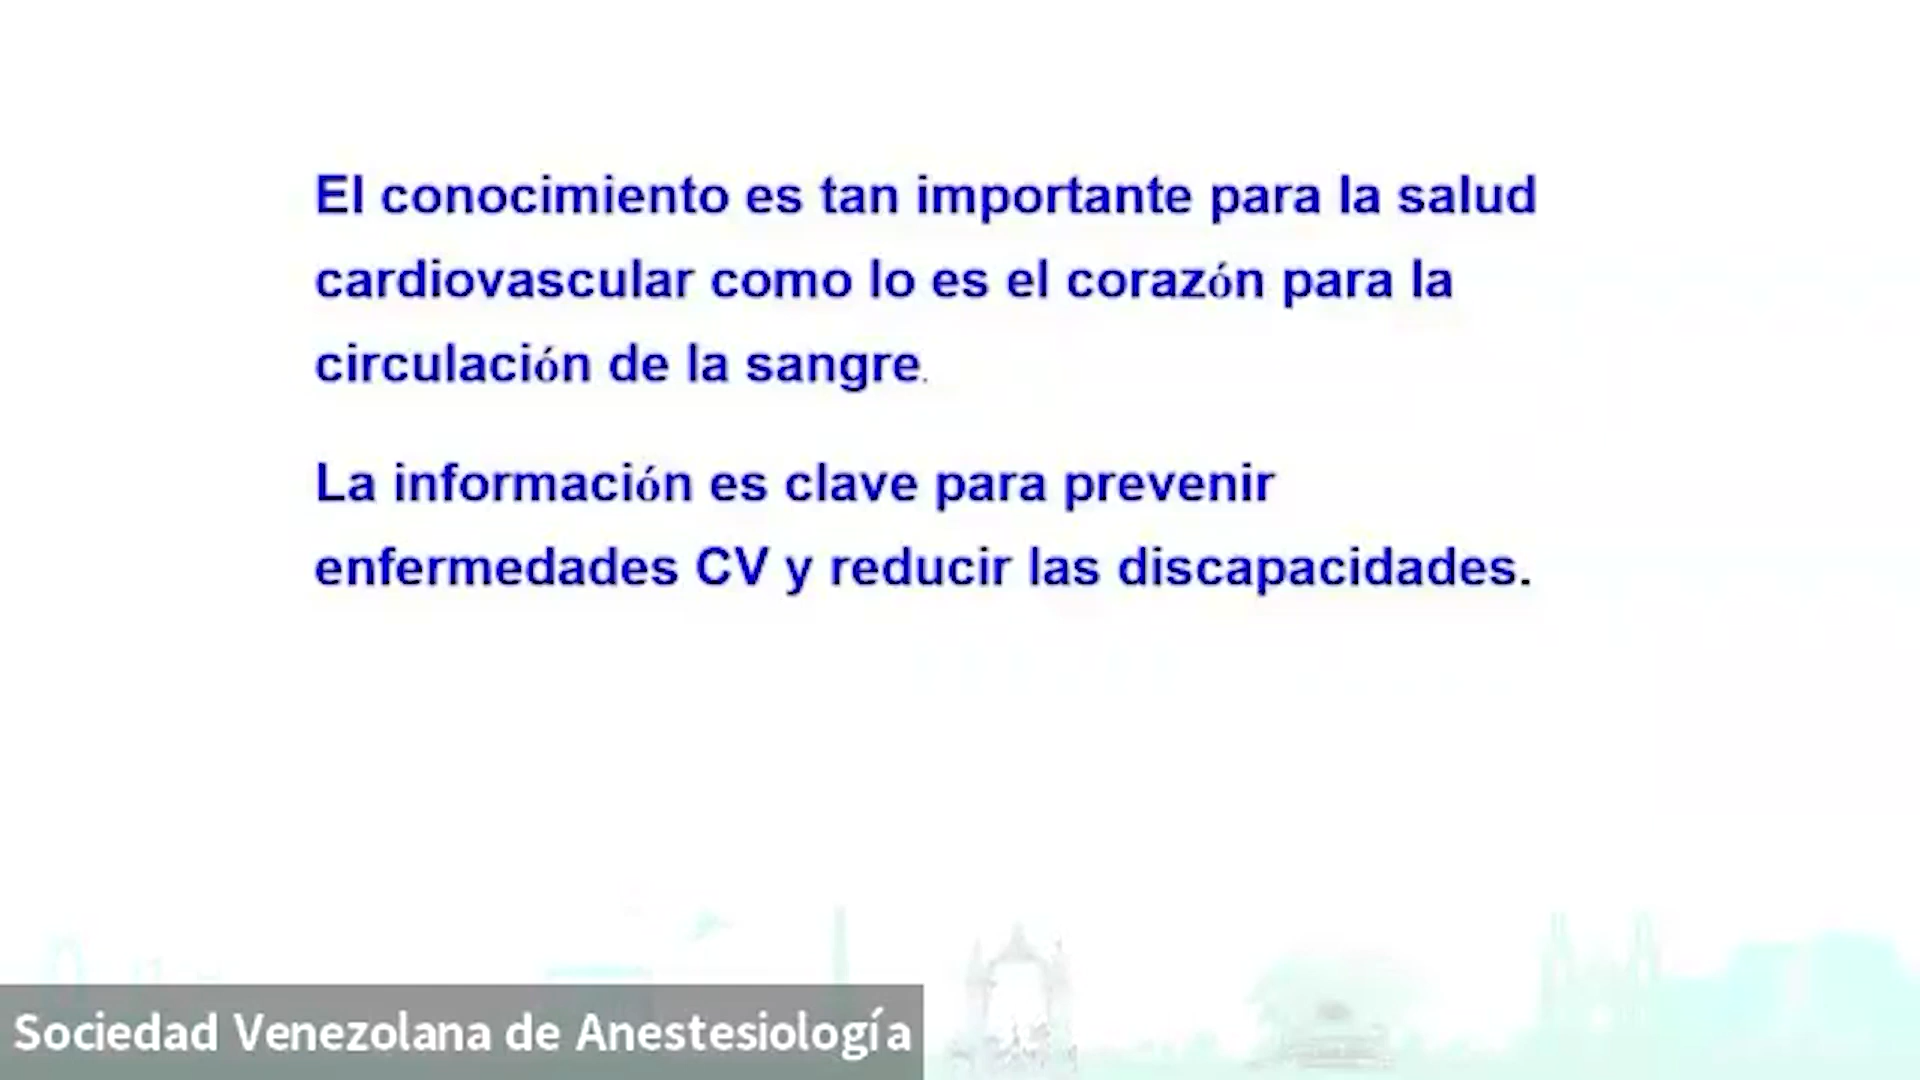 El conocimiento es tan importante para la salud
cardiovascular como lo es el corazón para la
circulación de la sangre.
La información es clave para prevenir
enfermedades CV y reducir las discapacidades.
Sociedad Venezolana de Anestesiología